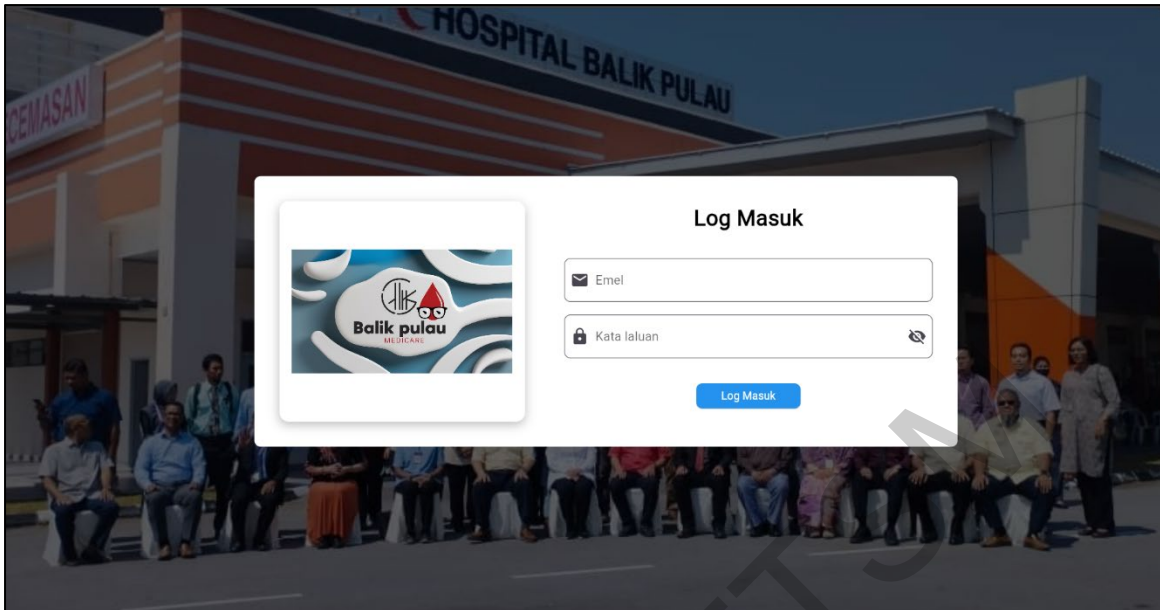 HOSPITAL BALIK PULAU
CEMASAN
Log Masuk
Emel
Kata laluan
Log Masuk
Balik pulau
MEDICARE